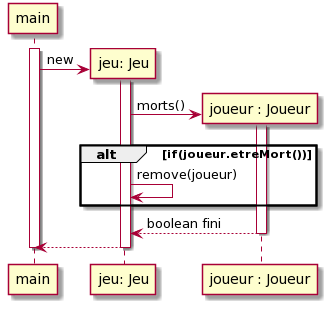 main
new
jeu: Jeu
morts()
joueur : Joueur
alt [if(joueur.etreMort())]
remove(joueur)
boolean fini
main jeu: Jeu joueur : Joueur